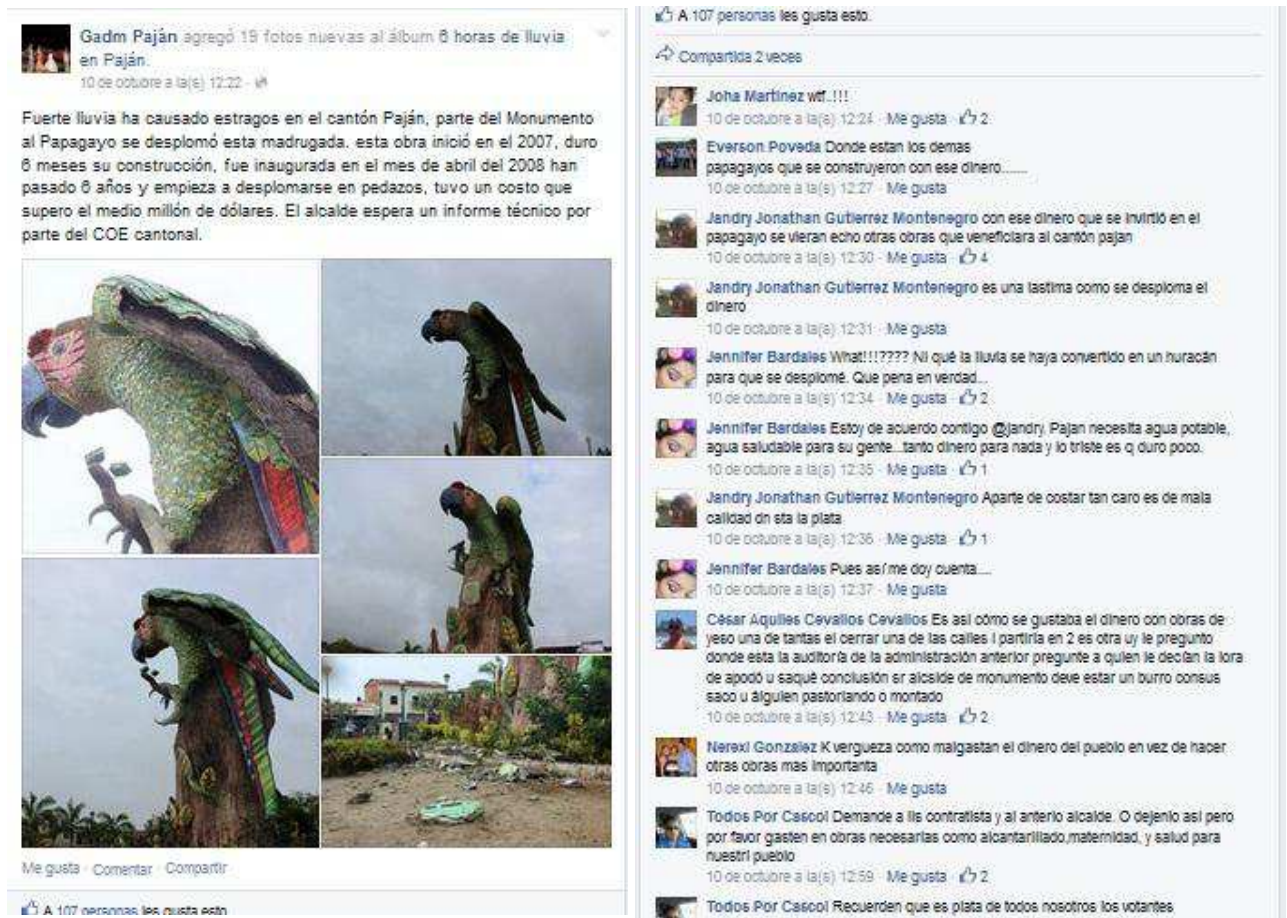 Gadm Paján agregó 19 fotos nuevas al álbum 6 horas de lluvia
en Paján.
10 de octubre a la(s) 12:22 ·
Fuerte lluvia ha causado estragos en el cantón Paján, parte del Monumento
al Papagayo se desplomó esta madrugada. esta obra inició en el 2007, duro
6 meses su construcción, fue inaugurada en el mes de abril del 2008 han
pasado 6 años y empieza a desplomarse en pedazos, tuvo un costo que
supero el medio millón de dólares. El alcalde espera un informe técnico por
parte del COE cantonal.
Me gusta · Comentar · Compartir
A 107 personas les gusta esto.
A 107 personas les gusta esto.
Compartida 2 veces
Joha Martinez wtf..!!!
10 de octubre a la(s) 12:24 · Me gusta · 2
Everson Poveda Donde estan los demas
papagayos que se construyeron con ese dinero.......
10 de octubre a la(s) 12:27 · Me gusta
Jandry Jonathan Gutierrez Montenegro con ese dinero que se invirtió en el
papagayo se vieran echo otras obras que veneficiara al cantón pajan
10 de octubre a la(s) 12:30 · Me gusta · 4
Jandry Jonathan Gutierrez Montenegro es una lastima como se desploma el
dinero
10 de octubre a la(s) 12:31 · Me gusta
Jennifer Bardales What!!!???? Ni qué la lluvia se haya convertido en un huracán
para que se desplomé. Que pena en verdad...
10 de octubre a la(s) 12:34 · Me gusta · 2
Jennifer Bardales Estoy de acuerdo contigo @jandry. Pajan necesita agua potable,
agua saludable para su gente...tanto dinero para nada y lo triste es q duro poco.
10 de octubre a la(s) 12:35 · Me gusta · 1
Jandry Jonathan Gutierrez Montenegro Aparte de costar tan caro es de mala
calidad dn sta la plata
10 de octubre a la(s) 12:36 · Me gusta · 1
Jennifer Bardales Pues así me doy cuenta....
10 de octubre a la(s) 12:37 · Me gusta
César Aquiles Cevallos Cevallos Es así cómo se gustaba el dinero con obras de
yeso una de tantas el cerrar una de las calles i partirla en 2 es otra uy le pregunto
donde esta la auditoría de la administración anterior pregunte a quien le decían la lora
de apodó u saqué conclusión sr alcalde de monumento deve estar un burro consus
saco u álguien pastoriando o montado
10 de octubre a la(s) 12:43 · Me gusta · 2
Nerexi Gonzalez K vergueza como malgastan el dinero del pueblo en vez de hacer
otras obras mas importanta
10 de octubre a la(s) 12:46 · Me gusta
Todos Por Cascol Demande a lis contratista y al anterio alcalde. O dejenlo asi pero
por favor gasten en obras necesarias como alcantarillado,maternidad, y salud para
nuestri pueblo
10 de octubre a la(s) 12:59 · Me gusta · 2
Todos Por Cascol Recuerden que es plata de todos nosotros los votantes